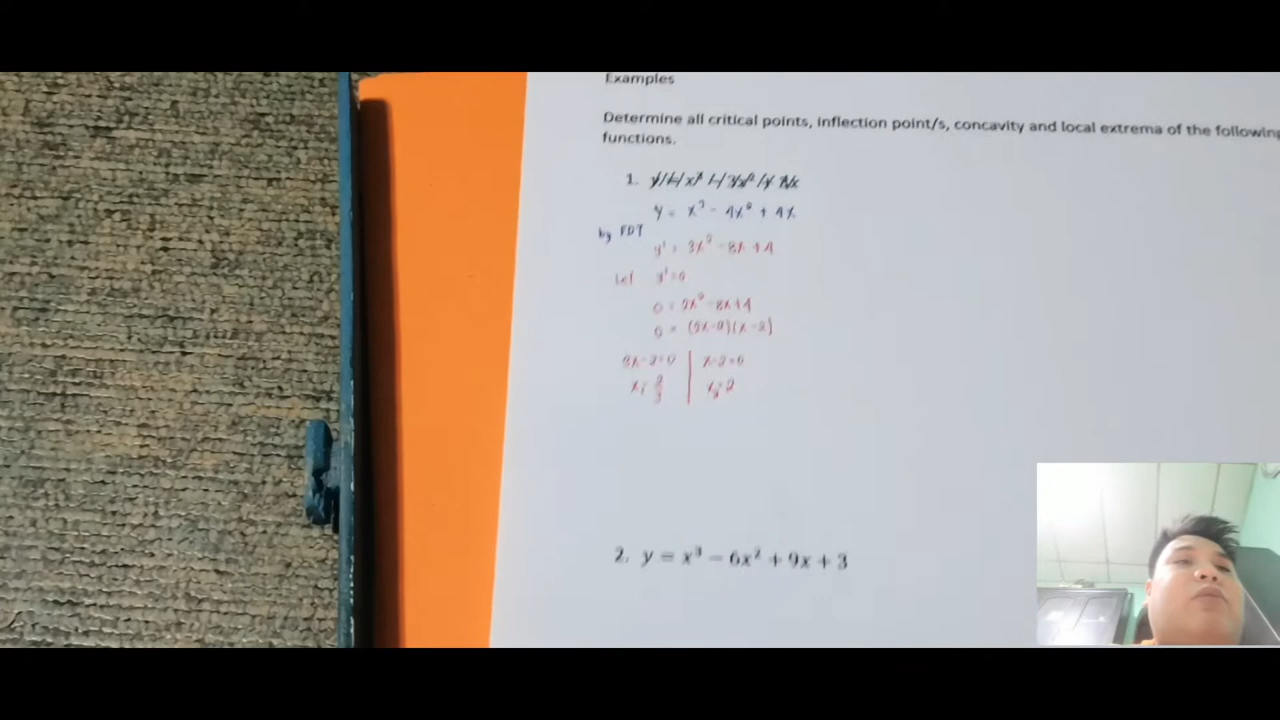 Examples
Determine all critical points, inflection point/s, concavity and local extrema of the following
functions.
1.
y = x³ - 4x² + 4x
by FDT
y' = 3x² - 8x + 4
Let y' = 0
0 = 3x² - 8x + 4
0 = (3x-2)(x-2)
3x-2=0 | x-2=0
x₁ = 2/3 | x₂ = 2
2. y = x³ − 6x² + 9x + 3